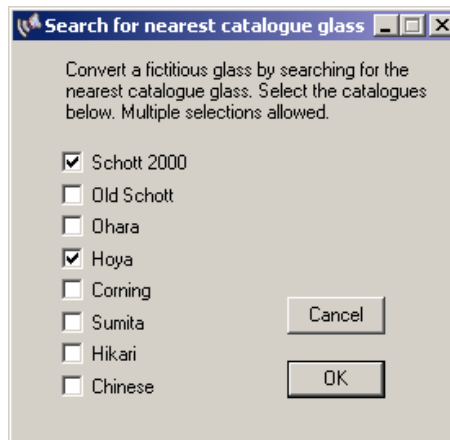 Search for nearest catalogue glass
Convert a fictitious glass by searching for the
nearest catalogue glass. Select the catalogues
below. Multiple selections allowed.
Schott 2000
Old Schott
Ohara
Hoya
Corning
Sumita
Hikari
Chinese
Cancel
OK